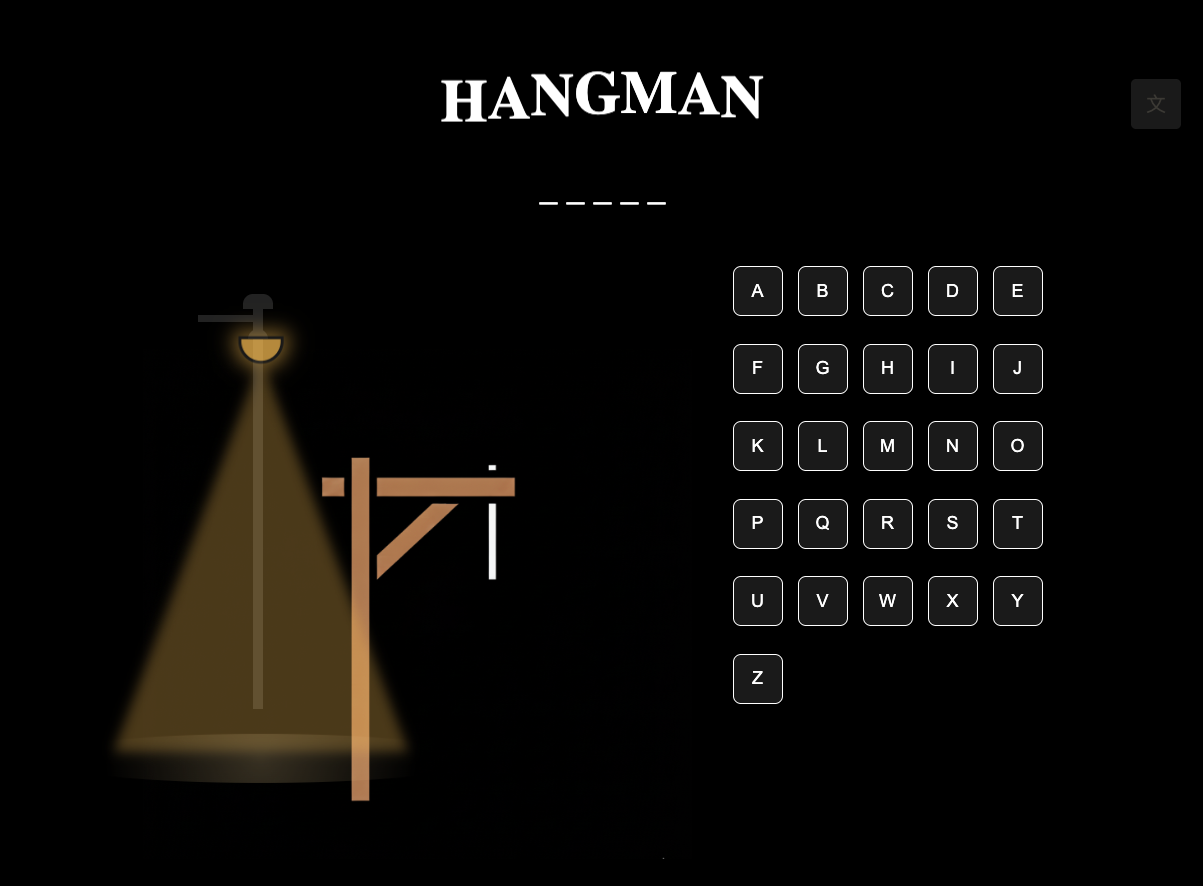 HANGMAN
文
_ _ _ _ _
A B C D E
F G H I J
K L M N O
P Q R S T
U V W X Y
Z